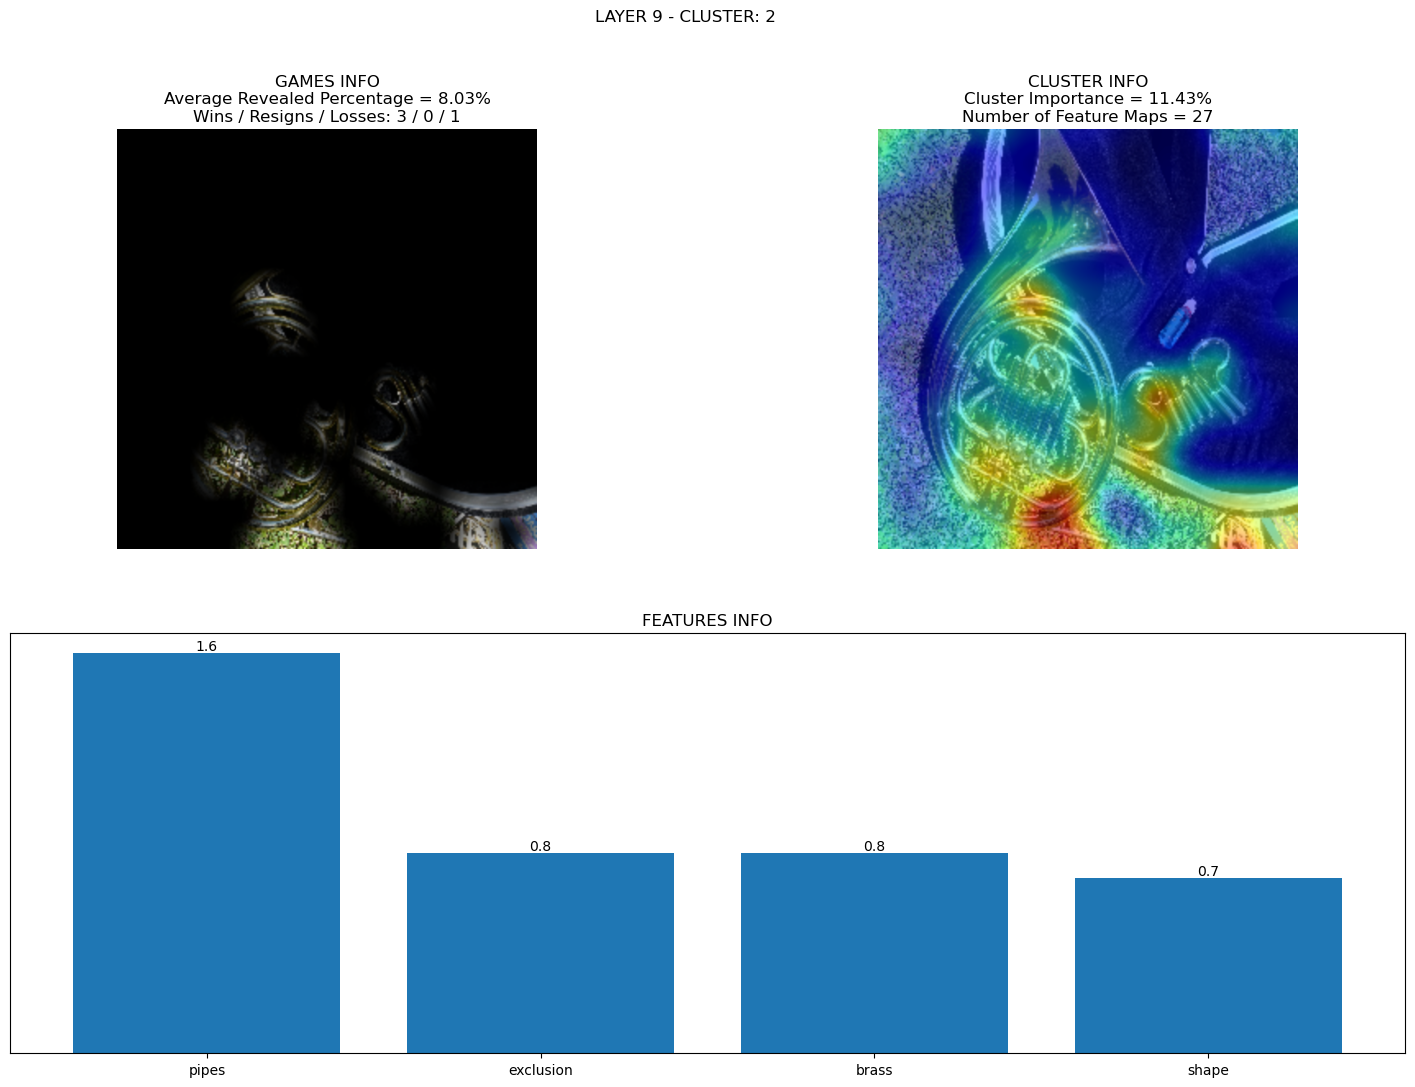 LAYER 9 - CLUSTER: 2
GAMES INFO
Average Revealed Percentage = 8.03%
Wins / Resigns / Losses: 3 / 0 / 1
CLUSTER INFO
Cluster Importance = 11.43%
Number of Feature Maps = 27
FEATURES INFO
1.6
0.8
0.8
0.7
pipes
exclusion
brass
shape